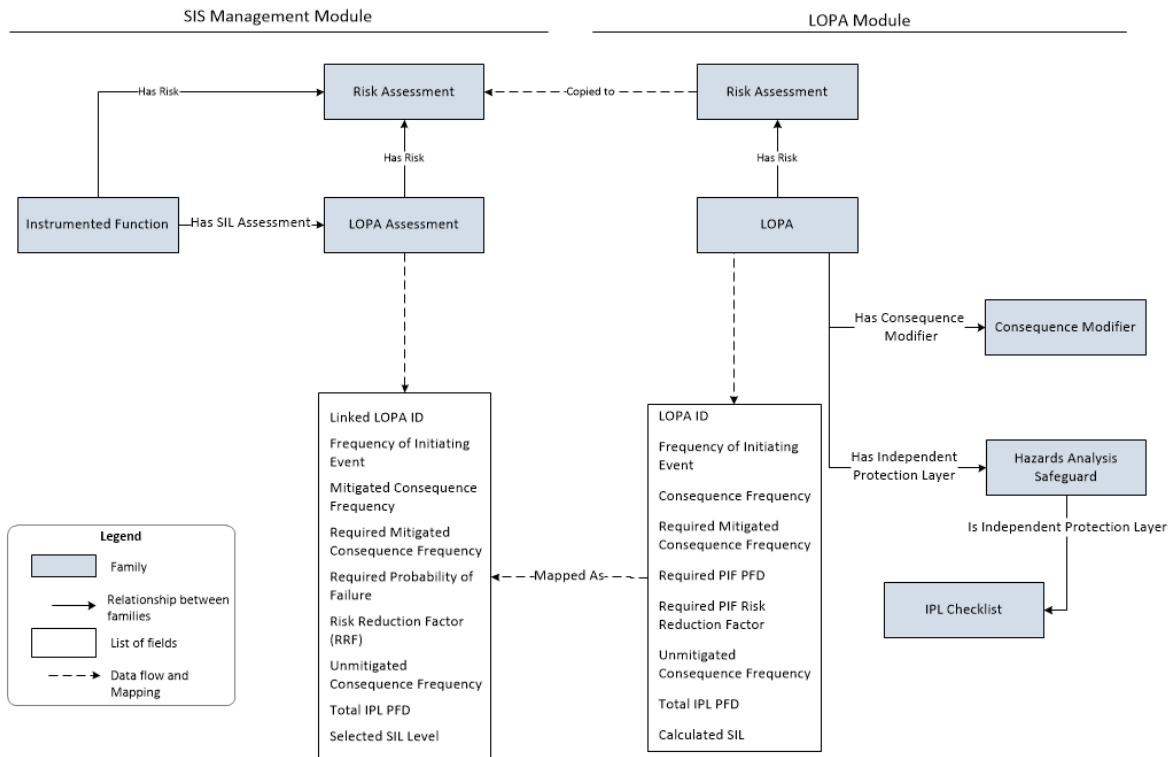 SIS Management Module
LOPA Module
Risk Assessment
Risk Assessment
Has Risk
Copied to
Has Risk
Has Risk
Instrumented Function
Has SIL Assessment
LOPA Assessment
LOPA
Has Consequence
Modifier
Consequence Modifier
Linked LOPA ID
Frequency of Initiating
Event
Mitigated Consequence
Frequency
Required Mitigated
Consequence Frequency
Required Probability of
Failure
Risk Reduction Factor
(RRF)
Unmitigated
Consequence Frequency
Total IPL PFD
Selected SIL Level
Mapped As
LOPA ID
Frequency of Initiating
Event
Consequence Frequency
Required Mitigated
Consequence Frequency
Required PIF PFD
Required PIF Risk
Reduction Factor
Unmitigated
Consequence Frequency
Total IPL PFD
Calculated SIL
Has Independent
Protection Layer
Hazards Analysis
Safeguard
Is Independent Protection Layer
IPL Checklist
Legend
Family
Relationship between
families
List of fields
Data flow and
Mapping